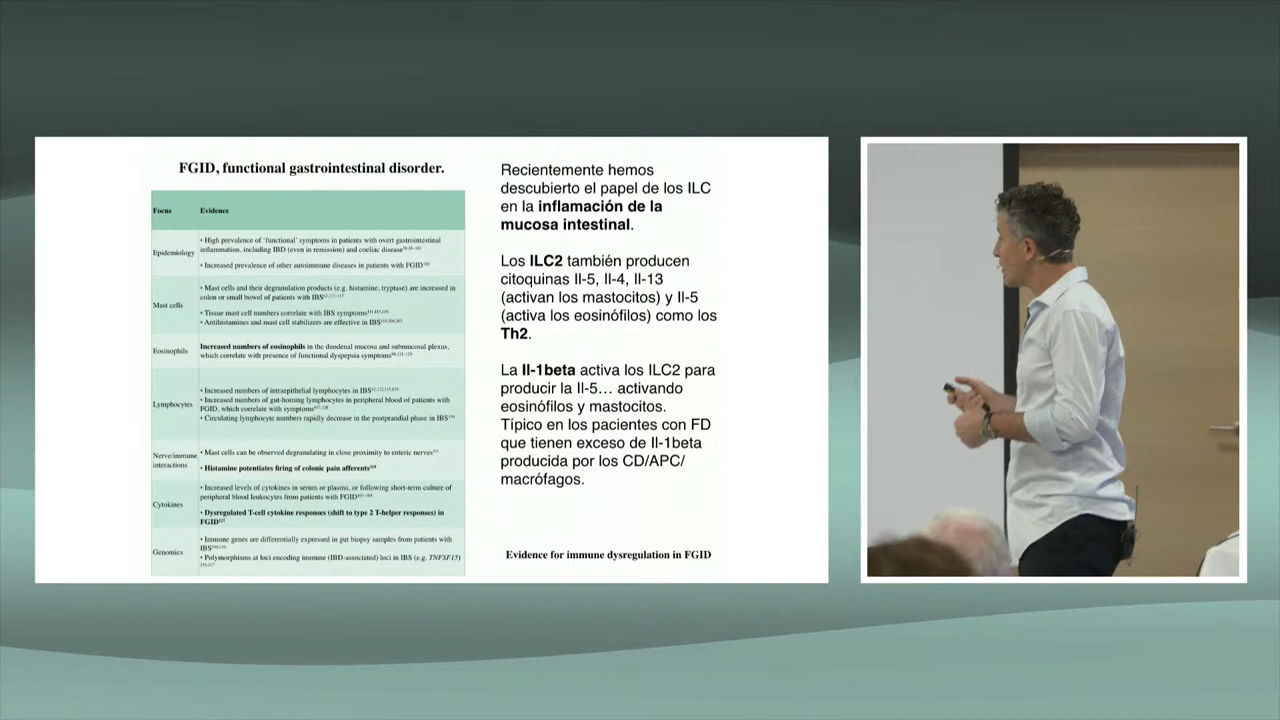 FGID, functional gastrointestinal disorder.
Focus
Evidence
Epidemiology
• High prevalence of 'functional' symptoms in patients with overt gastrointestinal
inflammation, including IBD (even in remission) and coeliac disease
• Increased prevalence of other autoimmune diseases in patients with FGID
Mast cells
• Mast cells and their degranulation products (e.g. histamine, tryptase) are increased in
colon or small bowel of patients with IBS
• Tissue mast cell numbers correlate with IBS symptoms
• Antihistamines and mast cell stabilizers are effective in IBS
Eosinophils
Increased numbers of eosinophils in the duodenal mucosa and submucosal plexus,
which correlate with presence of functional dyspepsia symptoms
Lymphocytes
• Increased numbers of intraepithelial lymphocytes in IBS
• Increased numbers of gut-homing lymphocytes in peripheral blood of patients with
FGID, which correlate with symptoms
• Circulating lymphocyte numbers rapidly decrease in the postprandial phase in IBS
Nerve/immune
interactions
• Mast cells can be observed degranulating in close proximity to enteric nerves
• Histamine potentiates firing of colonic pain afferents
Cytokines
• Increased levels of cytokines in serum or plasma, or following short-term culture of
peripheral blood leukocytes from patients with FGID
• Dysregulated T-cell cytokine responses (shift to type 2 T-helper responses) in
FGID
Genomics
• Immune genes are differentially expressed in gut biopsy samples from patients with
IBS
• Polymorphisms at loci encoding immune (IBD-associated) loci in IBS (e.g. TNFSF15)
Recientemente hemos
descubierto el papel de los ILC
en la inflamación de la
mucosa intestinal.
Los ILC2 también producen
citoquinas Il-5, Il-4, Il-13
(activan los mastocitos) y Il-5
(activa los eosinófilos) como los
Th2.
La Il-1beta activa los ILC2 para
producir la Il-5... activando
eosinófilos y mastocitos.
Típico en los pacientes con FD
que tienen exceso de Il-1beta
producida por los CD/APC/
macrófagos.
Evidence for immune dysregulation in FGID